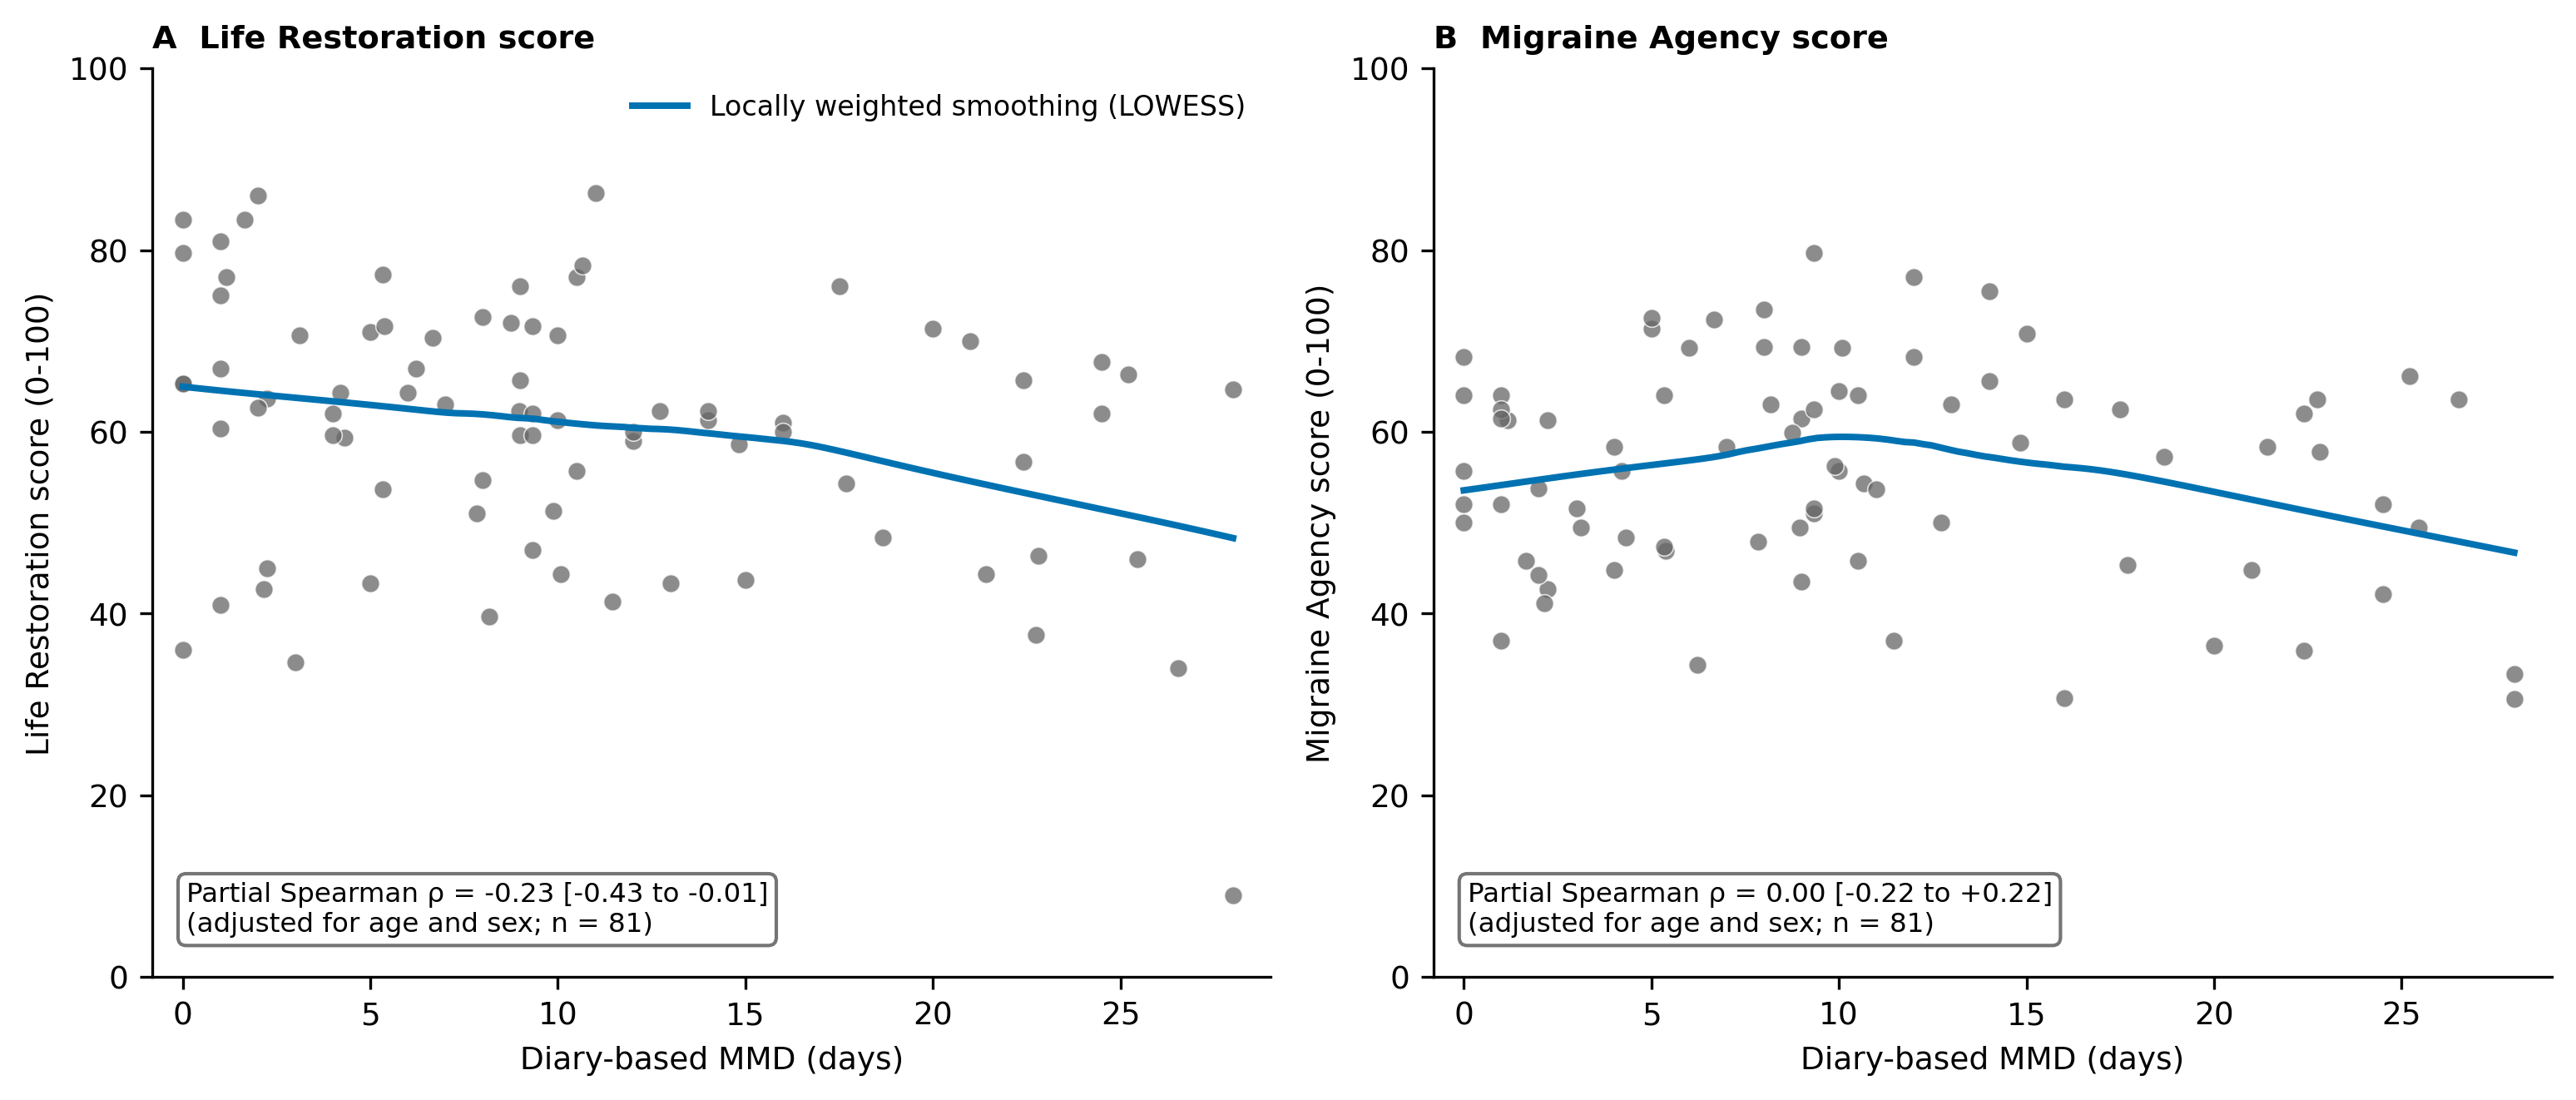 A  Life Restoration score
Locally weighted smoothing (LOWESS)
Life Restoration score (0-100)
100
80
60
40
20
0
Partial Spearman ρ = -0.23 [-0.43 to -0.01]
(adjusted for age and sex; n = 81)
0 5 10 15 20 25
Diary-based MMD (days)
B  Migraine Agency score
Migraine Agency score (0-100)
100
80
60
40
20
0
Partial Spearman ρ = 0.00 [-0.22 to +0.22]
(adjusted for age and sex; n = 81)
0 5 10 15 20 25
Diary-based MMD (days)